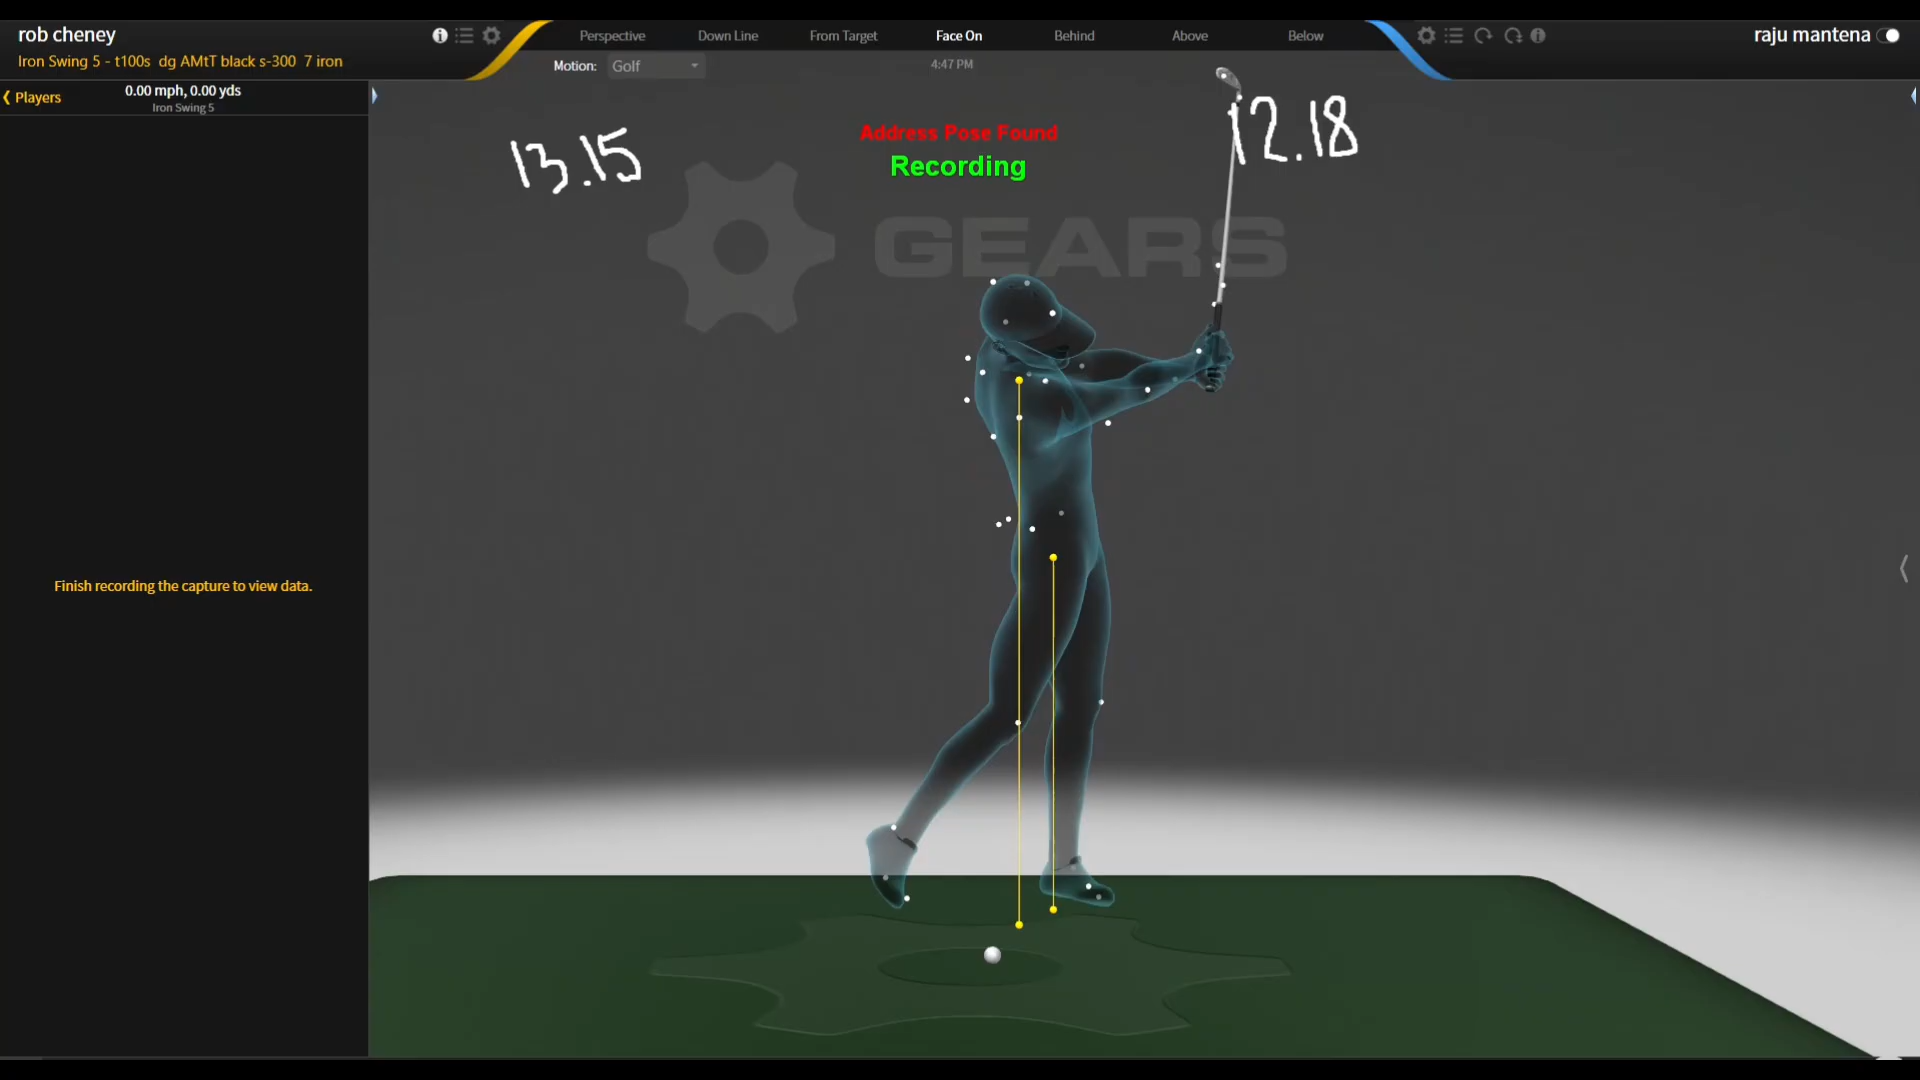 rob cheney
Iron Swing 5 - t100s dg AMtT black s-300 7 iron
Perspective
Down Line
From Target
Face On
Behind
Above
Below
raju mantena
Motion: Golf
4:47 PM
Players
0.00 mph, 0.00 yds
Iron Swing 5
13.15
Address Pose Found
Recording
12.18
GEARS
Finish recording the capture to view data.